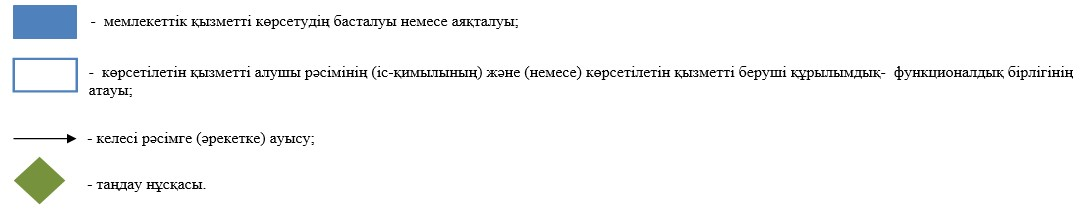 - мемлекеттік қызметті көрсетудің басталуы немесе аяқталуы;
- көрсетілетін қызметті алушы рәсімінің (іс-қимылының) және (немесе) көрсетілетін қызметті беруші құрылымдық- функционалдық бірлігінің
атауы;
- келесі рәсімге (әрекетке) ауысу;
- таңдау нұсқасы.